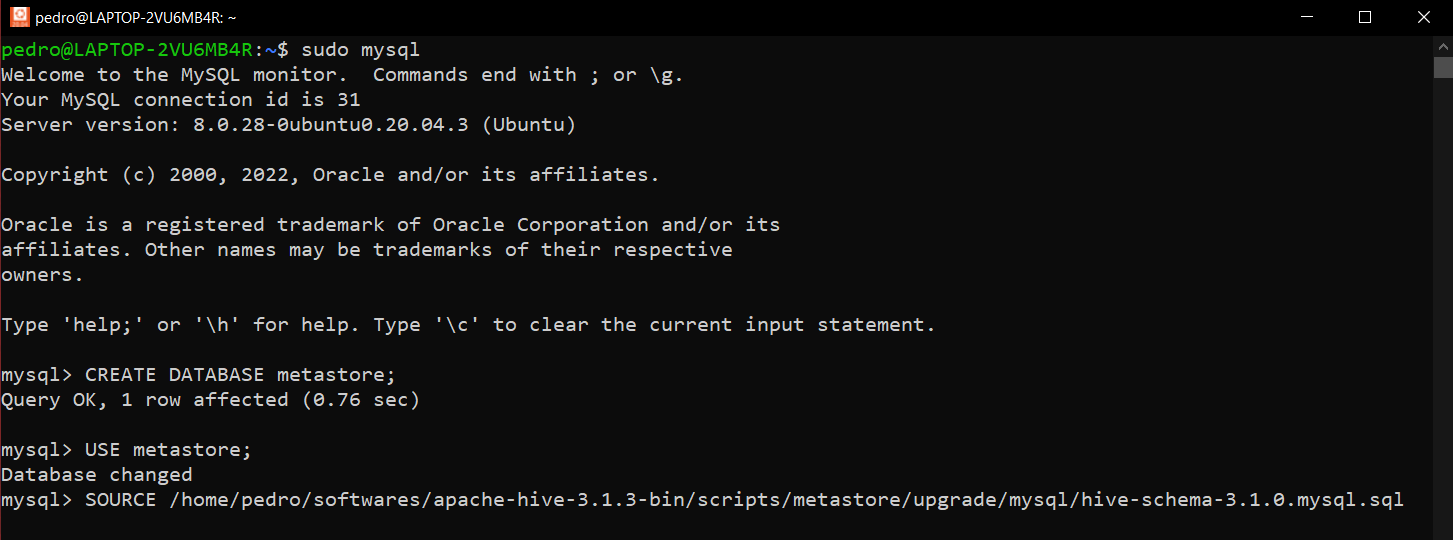 pedro@LAPTOP-2VU6MB4R: ~
pedro@LAPTOP-2VU6MB4R:~$ sudo mysql
Welcome to the MySQL monitor.  Commands end with ; or \g.
Your MySQL connection id is 31
Server version: 8.0.28-0ubuntu0.20.04.3 (Ubuntu)
Copyright (c) 2000, 2022, Oracle and/or its affiliates.
Oracle is a registered trademark of Oracle Corporation and/or its
affiliates. Other names may be trademarks of their respective
owners.
Type 'help;' or '\h' for help. Type '\c' to clear the current input statement.
mysql> CREATE DATABASE metastore;
Query OK, 1 row affected (0.76 sec)
mysql> USE metastore;
Database changed
mysql> SOURCE /home/pedro/softwares/apache-hive-3.1.3-bin/scripts/metastore/upgrade/mysql/hive-schema-3.1.0.mysql.sql